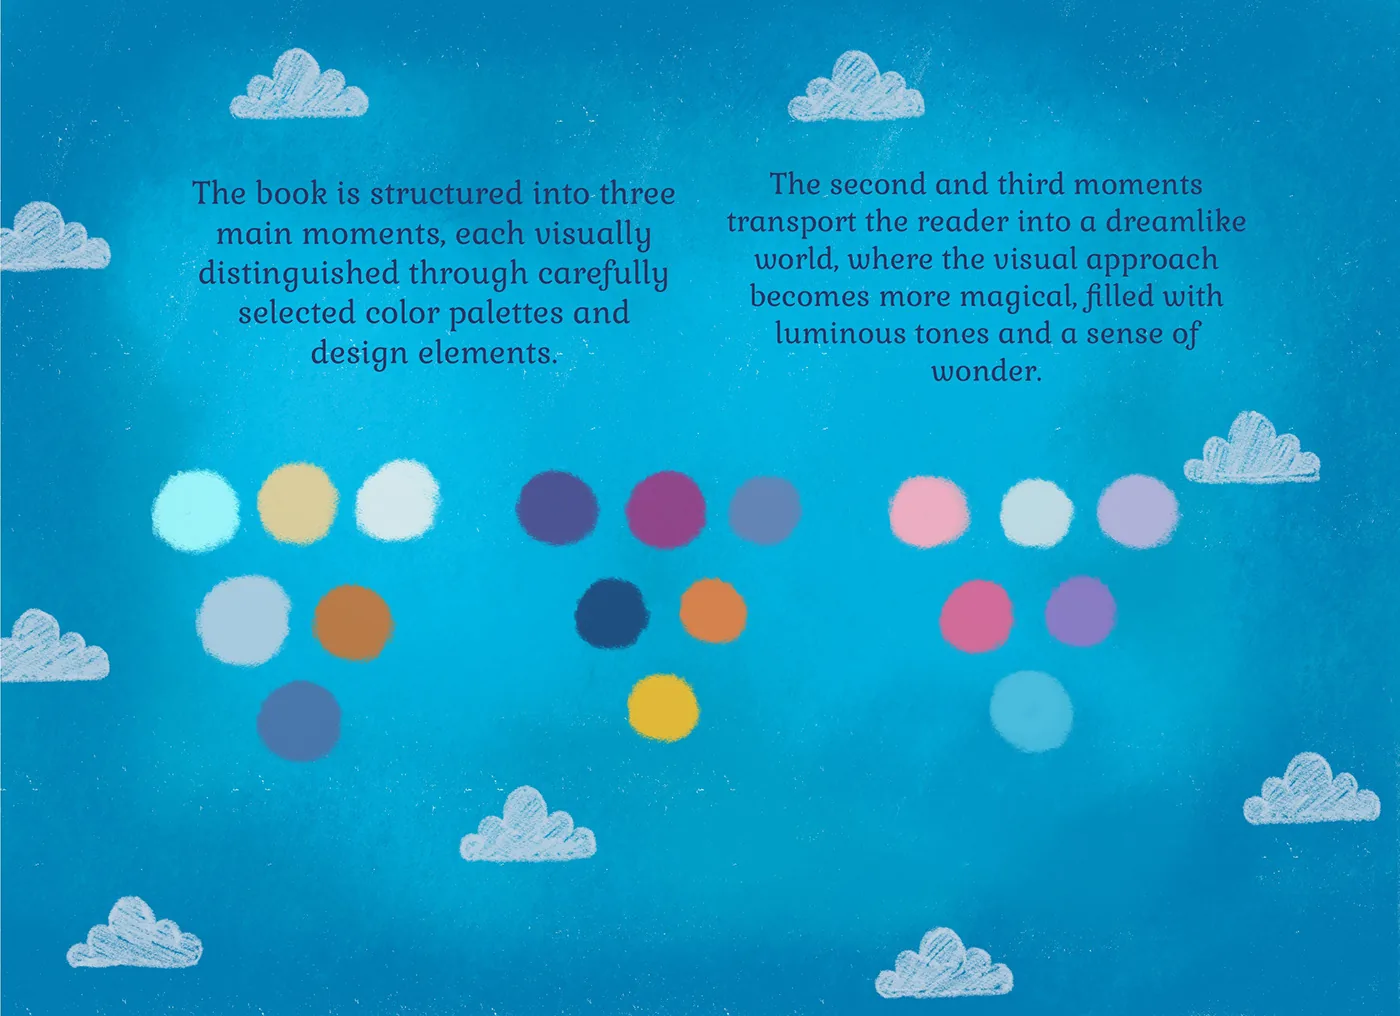 The book is structured into three
main moments, each visually
distinguished through carefully
selected color palettes and
design elements.
The second and third moments
transport the reader into a dreamlike
world, where the visual approach
becomes more magical, filled with
luminous tones and a sense of
wonder.